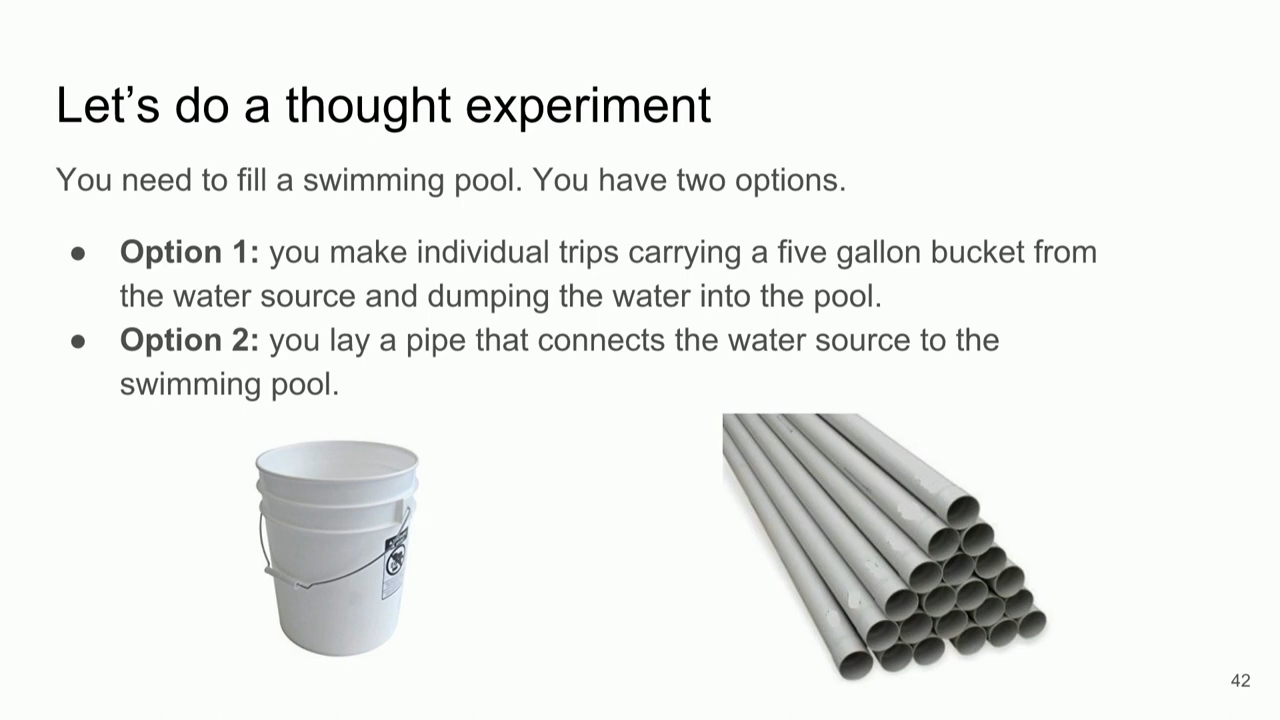 Let’s do a thought experiment
You need to fill a swimming pool. You have two options.
● Option 1: you make individual trips carrying a five gallon bucket from
the water source and dumping the water into the pool.
● Option 2: you lay a pipe that connects the water source to the
swimming pool.
42